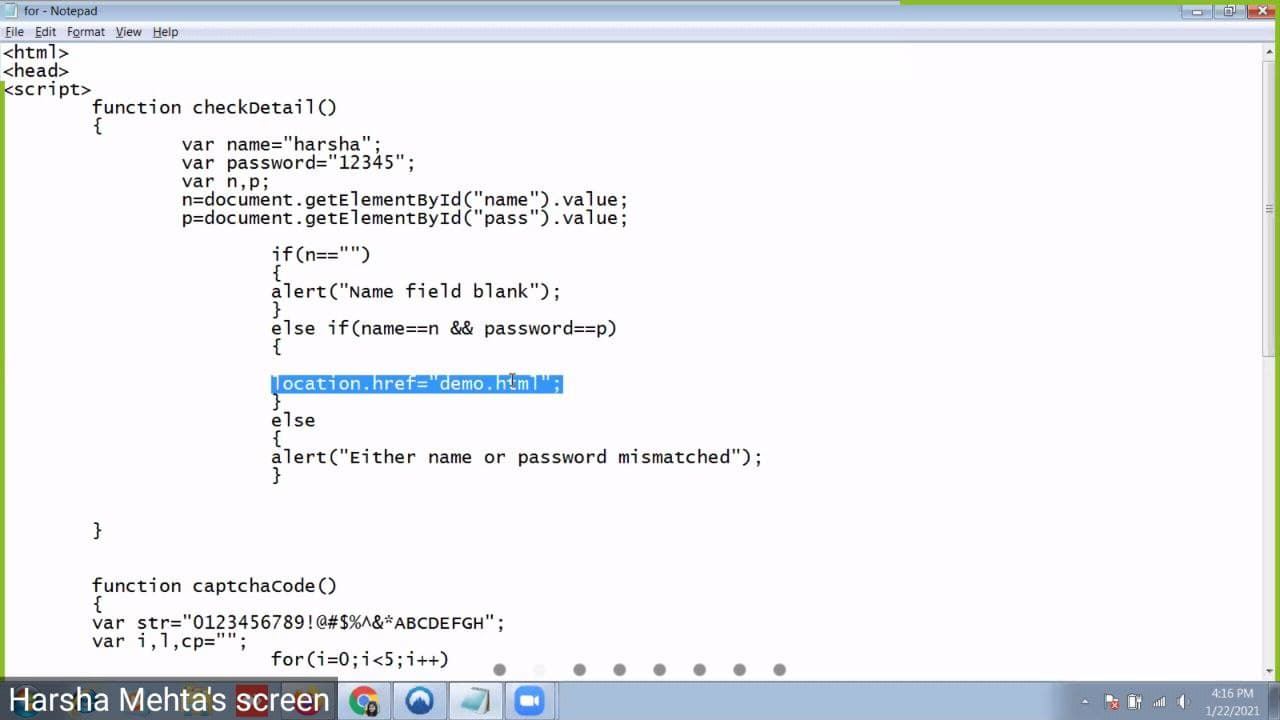 for - Notepad
File Edit Format View Help
<html>
<head>
<script>
function checkDetail()
{
var name="harsha";
var password="12345";
var n,p;
n=document.getElementById("name").value;
p=document.getElementById("pass").value;
if(n=="")
{
alert("Name field blank");
}
else if(name==n && password==p)
{
location.href="demo.html";
}
else
{
alert("Either name or password mismatched");
}
}
function captchaCode()
{
var str="0123456789!@#$%^&*ABCDEFGH";
var i,l,cp="";
for(i=0;i<5;i++)
Harsha Mehta's screen
4:16 PM
1/22/2021